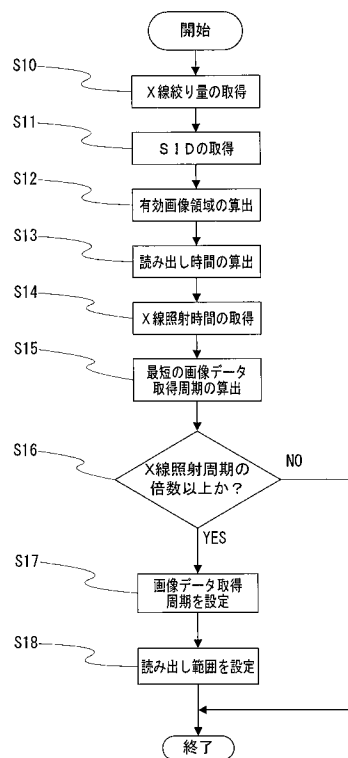 開始
S10
X線絞り量の取得
S11
SIDの取得
S12
有効画像領域の算出
S13
読み出し時間の算出
S14
X線照射時間の取得
S15
最短の画像データ
取得周期の算出
S16
X線照射周期の
倍数以上か?
NO
YES
S17
画像データ取得
周期を設定
S18
読み出し範囲を設定
終了